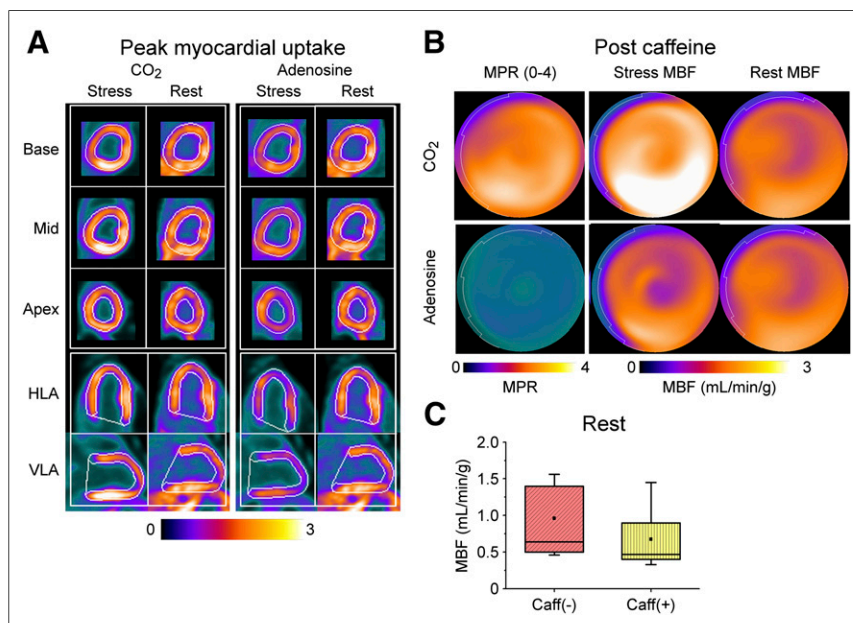 A
Peak myocardial uptake
CO₂ Adenosine
Stress Rest Stress Rest
Base
Mid
Apex
HLA
VLA
0 3
B
Post caffeine
MPR (0-4) Stress MBF Rest MBF
CO₂
Adenosine
0 4 0 3
MPR MBF (mL/min/g)
C
Rest
MBF (mL/min/g)
2.0
1.5
1.0
0.5
0
Caff(-) Caff(+)